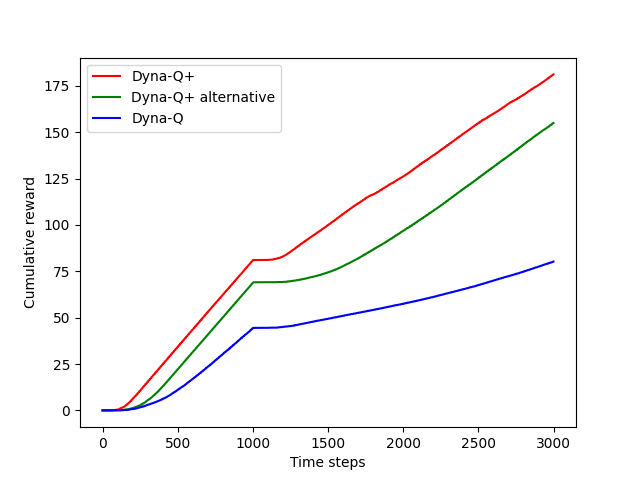 Dyna-Q+
Dyna-Q+ alternative
Dyna-Q
175
150
125
100
75
50
25
0
Cumulative reward
0 500 1000 1500 2000 2500 3000
Time steps